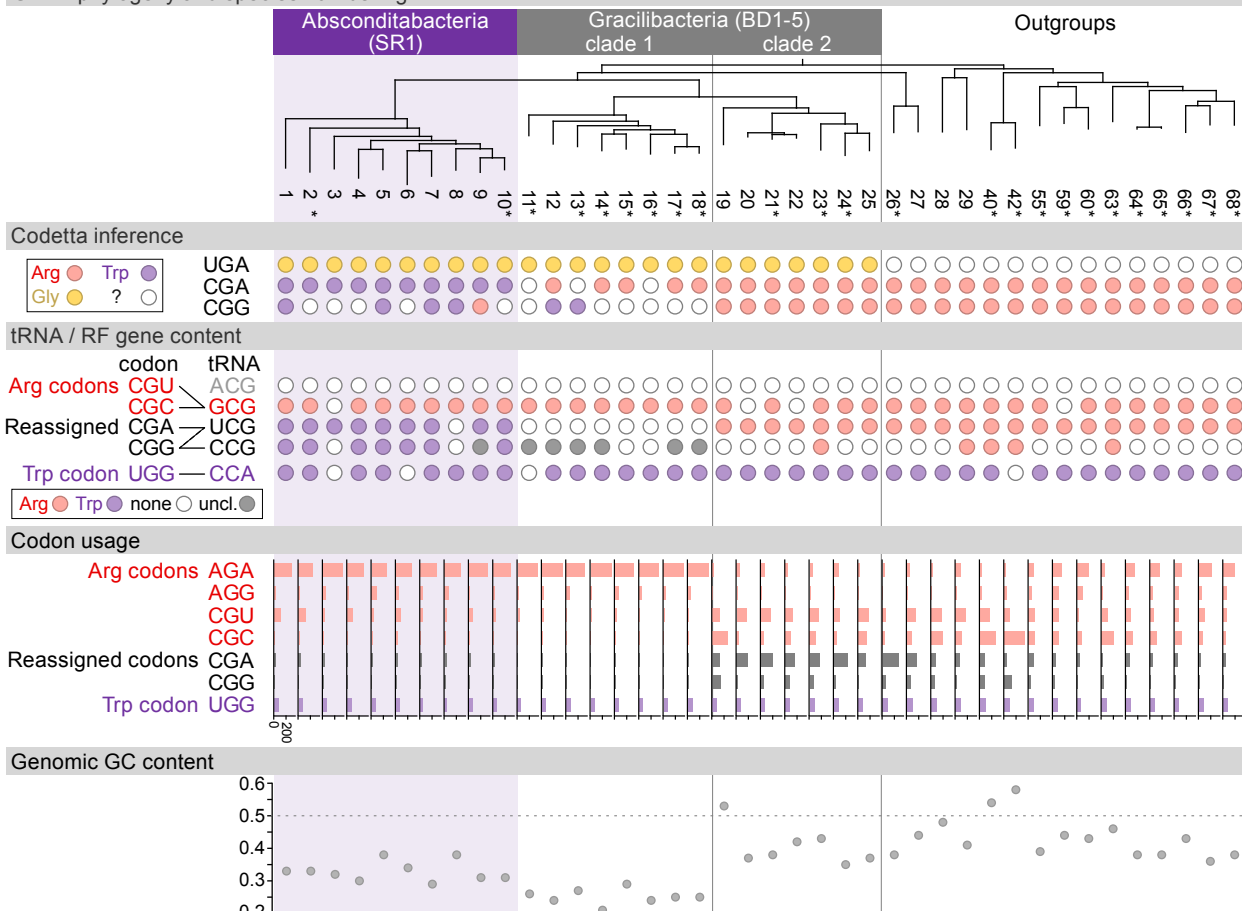 Absconditabacteria
(SR1)
Gracilibacteria (BD1-5)
clade 1 clade 2
Outgroups
1 2* 3 4 5 6 7 8 9 10* 11* 12 13* 14* 15* 16* 17* 18* 19 20 21* 22 23* 24* 25 26* 27 28 29 40* 42* 55* 59* 60* 63* 64* 65* 66* 67* 68*
Codetta inference
Arg Trp
Gly ?
UGA
CGA
CGG
tRNA / RF gene content
codon tRNA
Arg codons CGU ACG
CGC GCG
Reassigned CGA UCG
CGG CCG
Trp codon UGG CCA
Arg Trp none uncl.
Codon usage
Arg codons AGA
AGG
CGU
CGC
Reassigned codons CGA
CGG
Trp codon UGG
0 200
Genomic GC content
0.6
0.5
0.4
0.3
0.2